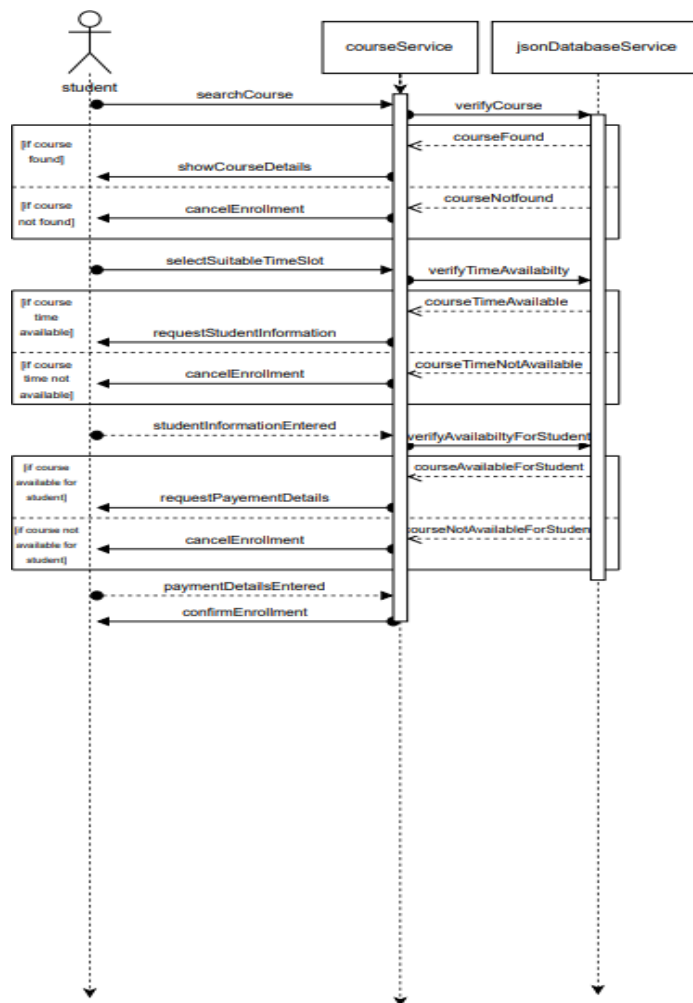 courseService
jsonDatabaseService
student
searchCourse
verifyCourse
[if course
found]
courseFound
showCourseDetails
[if course
not found]
courseNotfound
cancelEnrollment
selectSuitableTimeSlot
verifyTimeAvailabilty
[if course
time
available]
courseTimeAvailable
requestStudentInformation
[if course
time not
available]
courseTimeNotAvailable
cancelEnrollment
studentInformationEntered
verifyAvailabiltyForStudent
[if course
available for
student]
courseAvailableForStudent
requestPayementDetails
[if course not
available for
student]
courseNotAvailableForStudent
cancelEnrollment
paymentDetailsEntered
confirmEnrollment